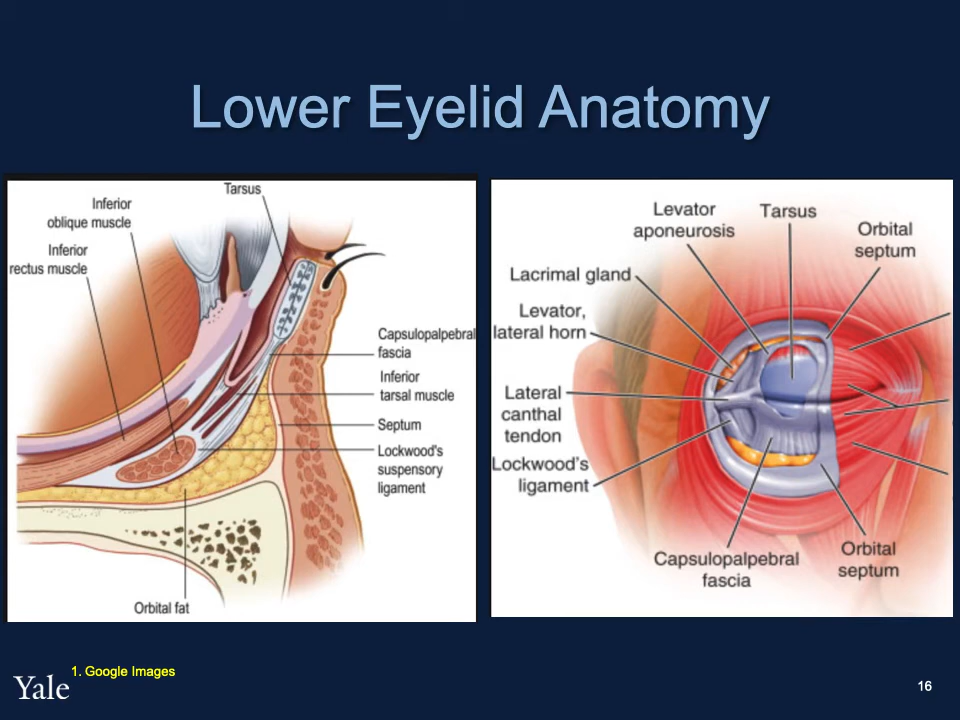 Lower Eyelid Anatomy
Tarsus
Inferior
oblique muscle
Inferior
rectus muscle
Capsulopalpebral
fascia
Inferior
tarsal muscle
Septum
Lockwood's
suspensory
ligament
Orbital fat
Levator
aponeurosis
Tarsus
Orbital
septum
Lacrimal gland
Levator,
lateral horn
Lateral
canthal
tendon
Lockwood's
ligament
Capsulopalpebral
fascia
Orbital
septum
1. Google Images
Yale
16